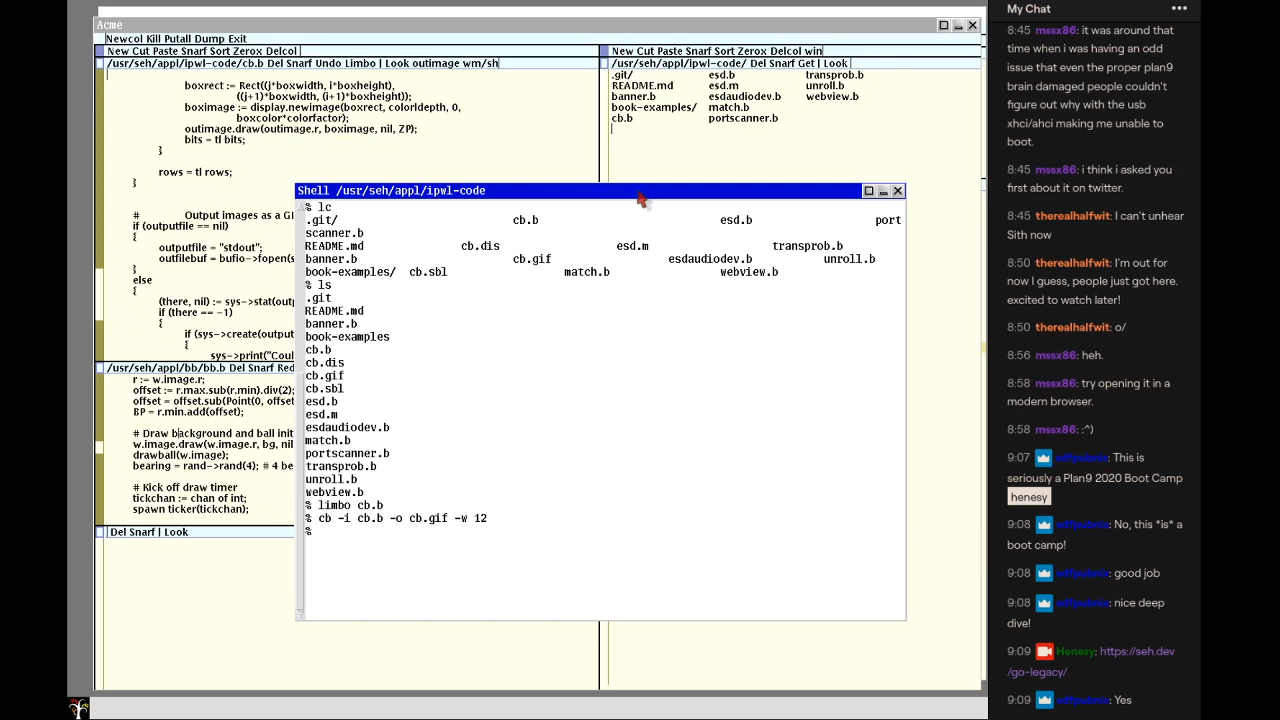 Acme
Newcol Kill Putall Dump Exit
New Cut Paste Snarf Sort Zerox Delcol
/usr/seh/appl/ipwl-code/cb.b Del Snarf Undo Limbo | Look outimage wm/sh
boxrect := Rect((j*boxwidth, i*boxheight),
((j+1)*boxwidth, (i+1)*boxheight));
boximage := display.newimage(boxrect, colorldepth, 0,
boxcolor*colorfactor);
outimage.draw(outimage.r, boximage, nil, ZP);
bits = tl bits;
}
rows = tl rows;
}
# Output images as a GI
if (outputfile == nil)
{
outputfile = "stdout";
outfilebuf = bufio->fopen(s
}
else
{
(there, nil) := sys->stat(output
if (there == -1)
{
if (sys->create(output
{
sys->print("Coul
/usr/seh/appl/bb/bb.b Del Snarf Red
r := w.image.r;
offset := r.max.sub(r.min).div(2);
offset = offset.sub(Point(0, offset
BP = r.min.add(offset);
# Draw background and ball init
w.image.draw(w.image.r, bg, nil
drawball(w.image);
bearing = rand->rand(4); # 4 be
# Kick off draw timer
tickchan := chan of int;
spawn ticker(tickchan);
Del Snarf | Look
New Cut Paste Snarf Sort Zerox Delcol win
/usr/seh/appl/ipwl-code/ Del Snarf Get | Look
.git/ esd.b transprob.b
README.md esd.m unroll.b
banner.b esdaudiodev.b webview.b
book-examples/ match.b
cb.b portscanner.b
Shell /usr/seh/appl/ipwl-code
% lc
.git/ cb.b esd.b port
scanner.b
README.md cb.dis esd.m transprob.b
banner.b cb.gif esdaudiodev.b unroll.b
book-examples/ cb.sbl match.b webview.b
% ls
.git
README.md
banner.b
book-examples
cb.b
cb.dis
cb.gif
cb.sbl
esd.b
esd.m
esdaudiodev.b
match.b
portscanner.b
transprob.b
unroll.b
webview.b
% limbo cb.b
% cb -i cb.b -o cb.gif -w 12
%
My Chat
8:45 mssx86: it was around that
time when i was having an odd
issue that even the proper plan9
brain damaged people couldn't
figure out why with the usb
xhci/ahci making me unable to
boot.
8:45 mssx86: i think i asked you
first about it on twitter.
8:45 therealhalfwit: I can't unhear
Sith now
8:50 therealhalfwit: I'm out for
now I guess, people just got here.
excited to watch later!
8:50 therealhalfwit: o/
8:56 mssx86: heh.
8:58 mssx86: try opening it in a
modern browser.
8:58 mssx86: :^)
9:07 sdfpubnix: This is
seriously a Plan9 2020 Boot Camp
henesy
9:08 sdfpubnix: No, this *is* a
boot camp!
9:08 sdfpubnix: good job
9:08 sdfpubnix: nice deep
dive!
9:09 Henesy: https://seh.dev
/go-legacy/
9:09 sdfpubnix: Yes